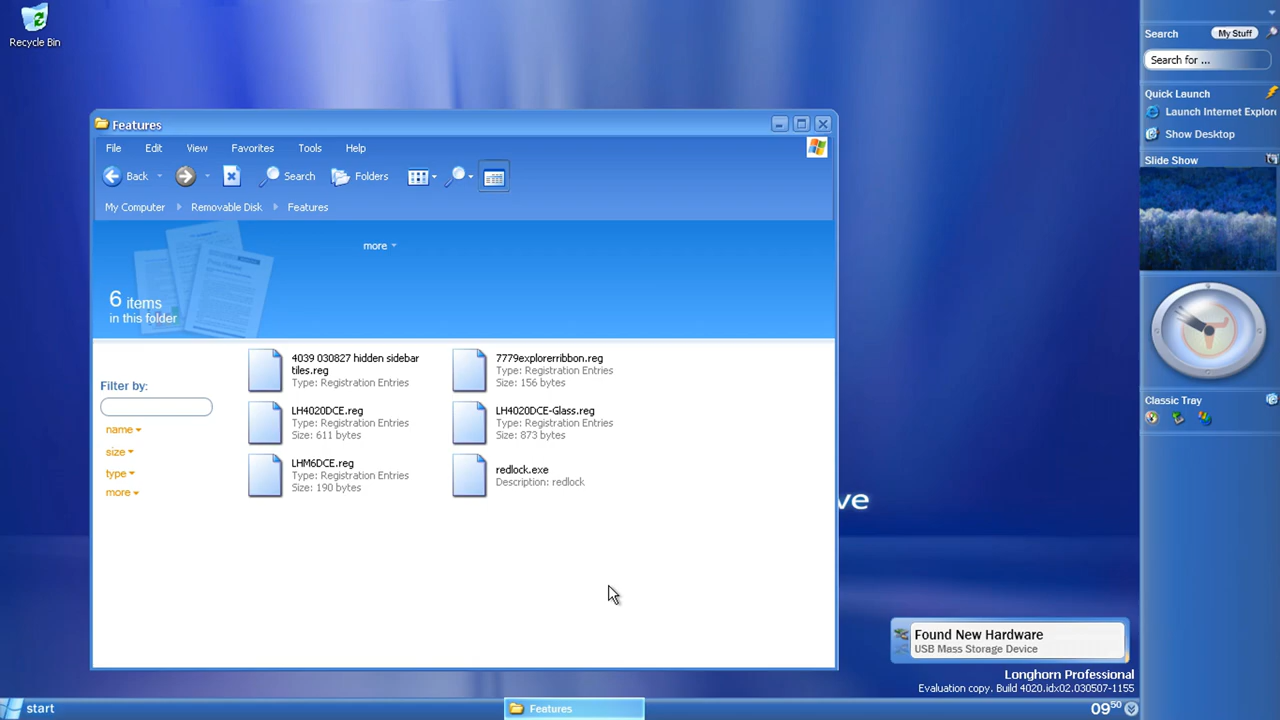 Recycle Bin
Features
File Edit View Favorites Tools Help
Back Search Folders
My Computer Removable Disk Features
more
6 items
in this folder
Filter by:
name
size
type
more
4039 030827 hidden sidebar
tiles.reg
Type: Registration Entries
7779explorerribbon.reg
Type: Registration Entries
Size: 156 bytes
LH4020DCE.reg
Type: Registration Entries
Size: 611 bytes
LH4020DCE-Glass.reg
Type: Registration Entries
Size: 873 bytes
LHM6DCE.reg
Type: Registration Entries
Size: 190 bytes
redlock.exe
Description: redlock
ve
Search My Stuff
Search for ...
Quick Launch
Launch Internet Explor
Show Desktop
Slide Show
Classic Tray
Found New Hardware
USB Mass Storage Device
Longhorn Professional
Evaluation copy. Build 4020.idx02.030507-1155
start
Features
09 50